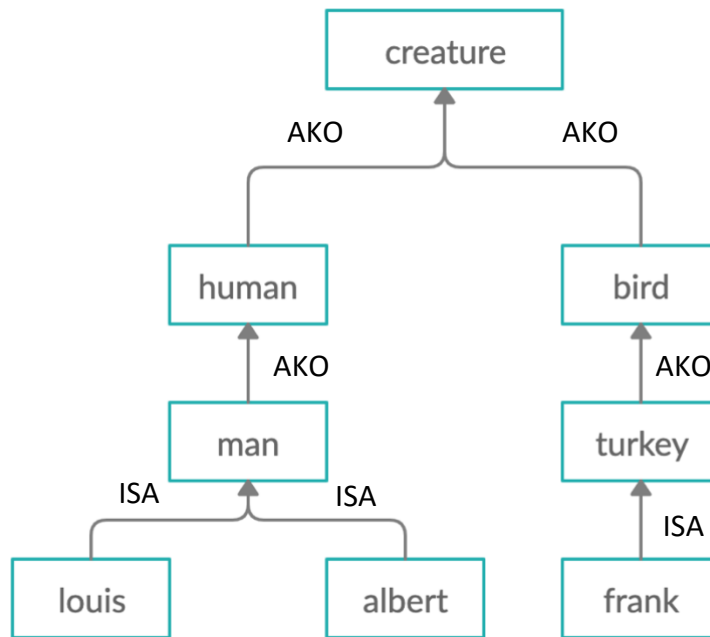 creature
AKO
AKO
human
bird
AKO
AKO
man
turkey
ISA
ISA
ISA
louis
albert
frank